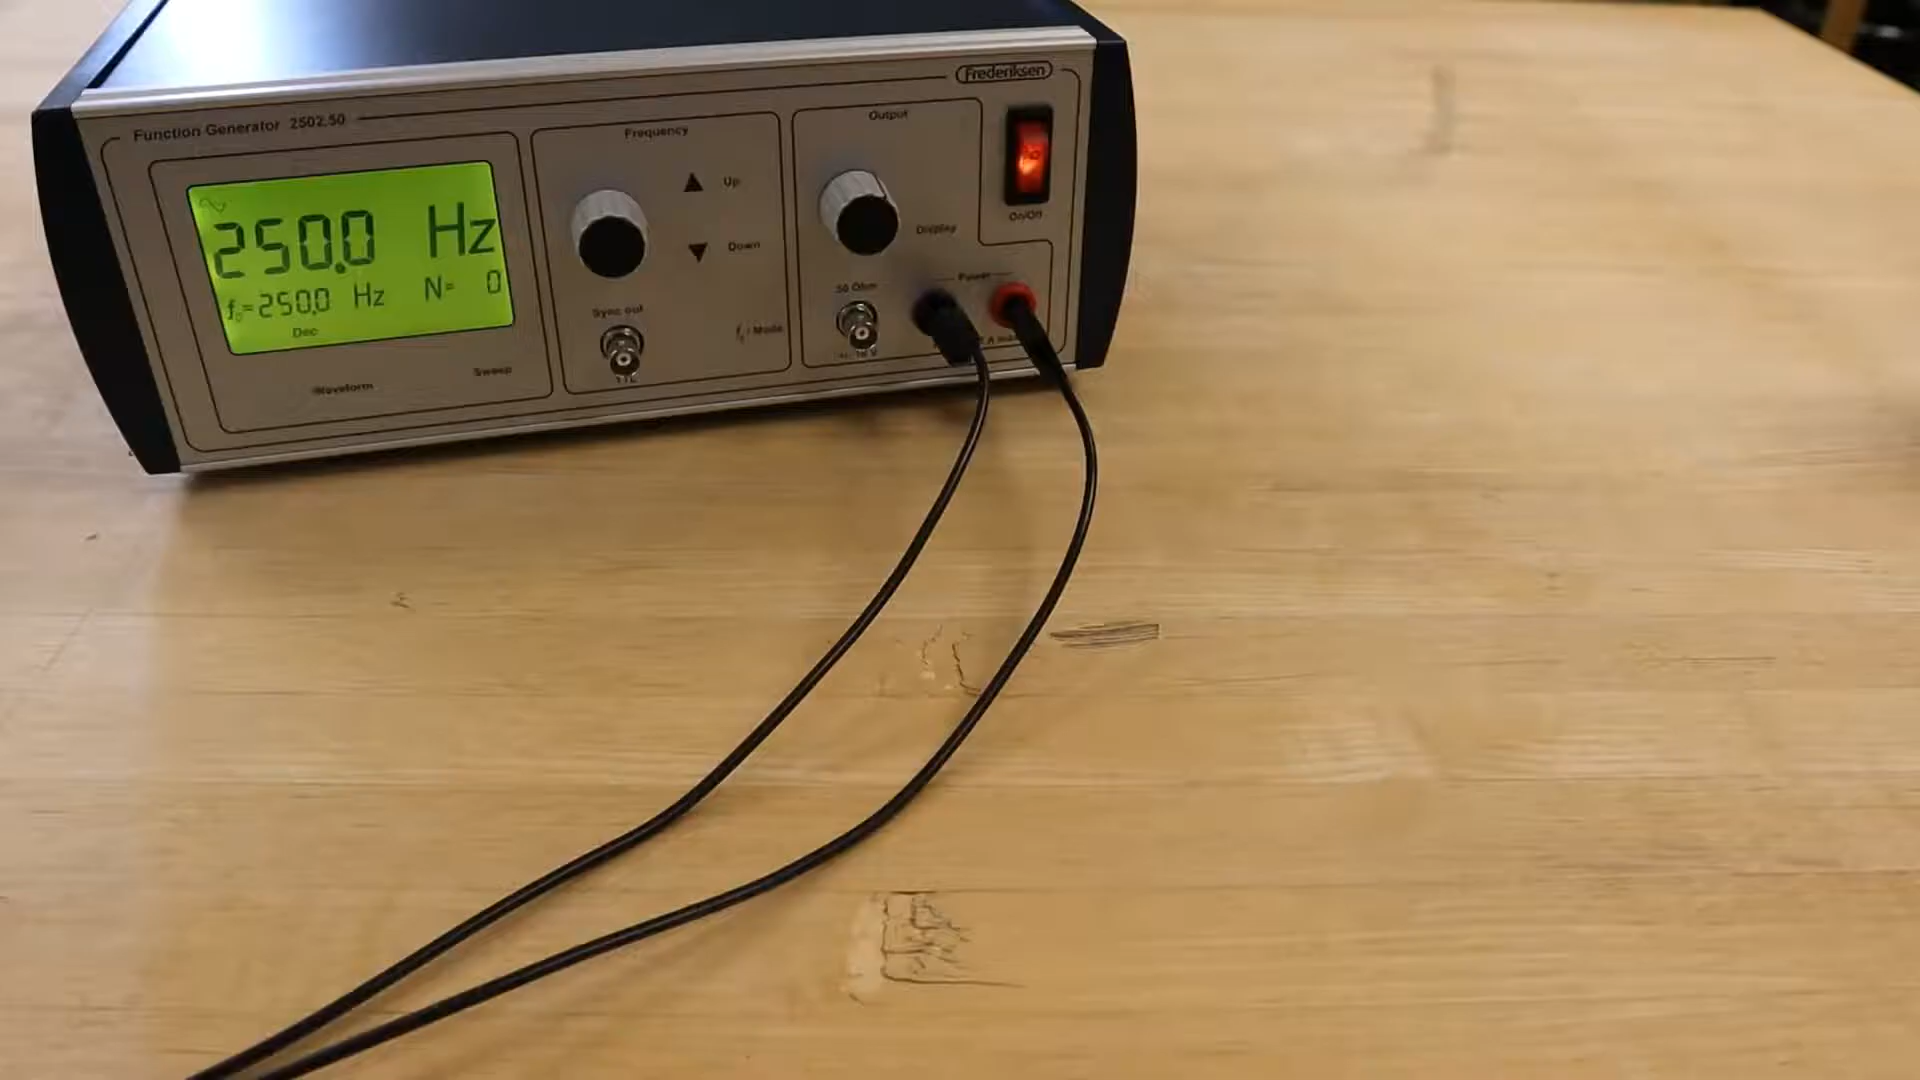 Frederiksen
Function Generator 2502.50
250.0 Hz
f0=250.0 Hz N= 0
Dec
Waveform
Sweep
Frequency
Up
Down
Sync out
TTL
f0 / Mode
Output
Display
50 Ohm
Power
On/Off